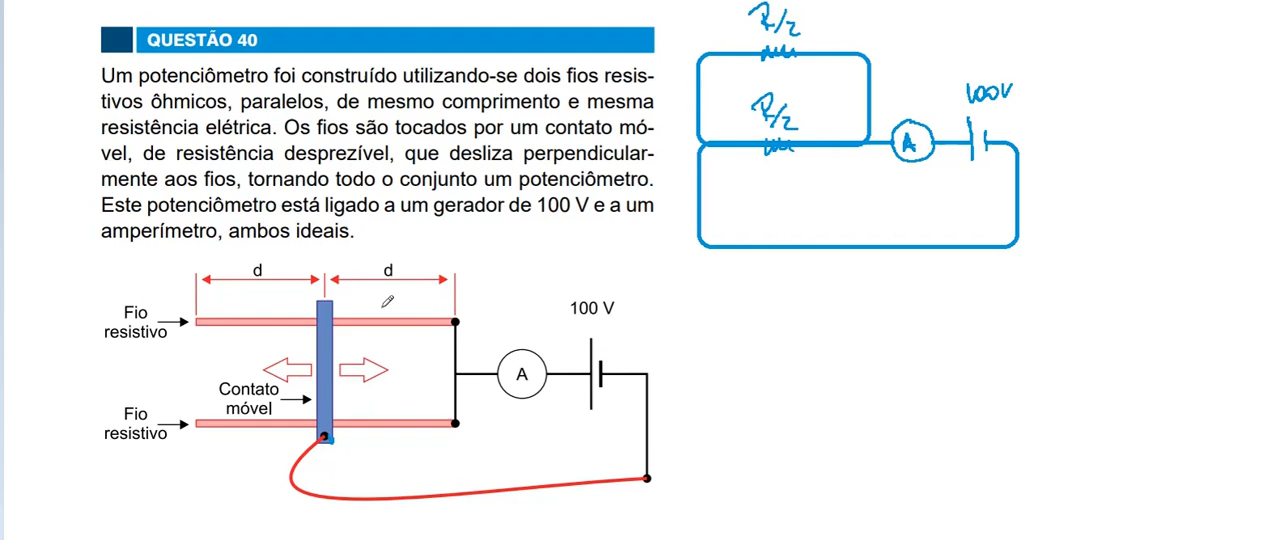 QUESTÃO 40
Um potenciômetro foi construído utilizando-se dois fios resis-
tivos ôhmicos, paralelos, de mesmo comprimento e mesma
resistência elétrica. Os fios são tocados por um contato mó-
vel, de resistência desprezível, que desliza perpendicular-
mente aos fios, tornando todo o conjunto um potenciômetro.
Este potenciômetro está ligado a um gerador de 100 V e a um
amperímetro, ambos ideais.
d
d
Fio
resistivo
100 V
A
Contato
móvel
Fio
resistivo
R/2
R/2
100V
A